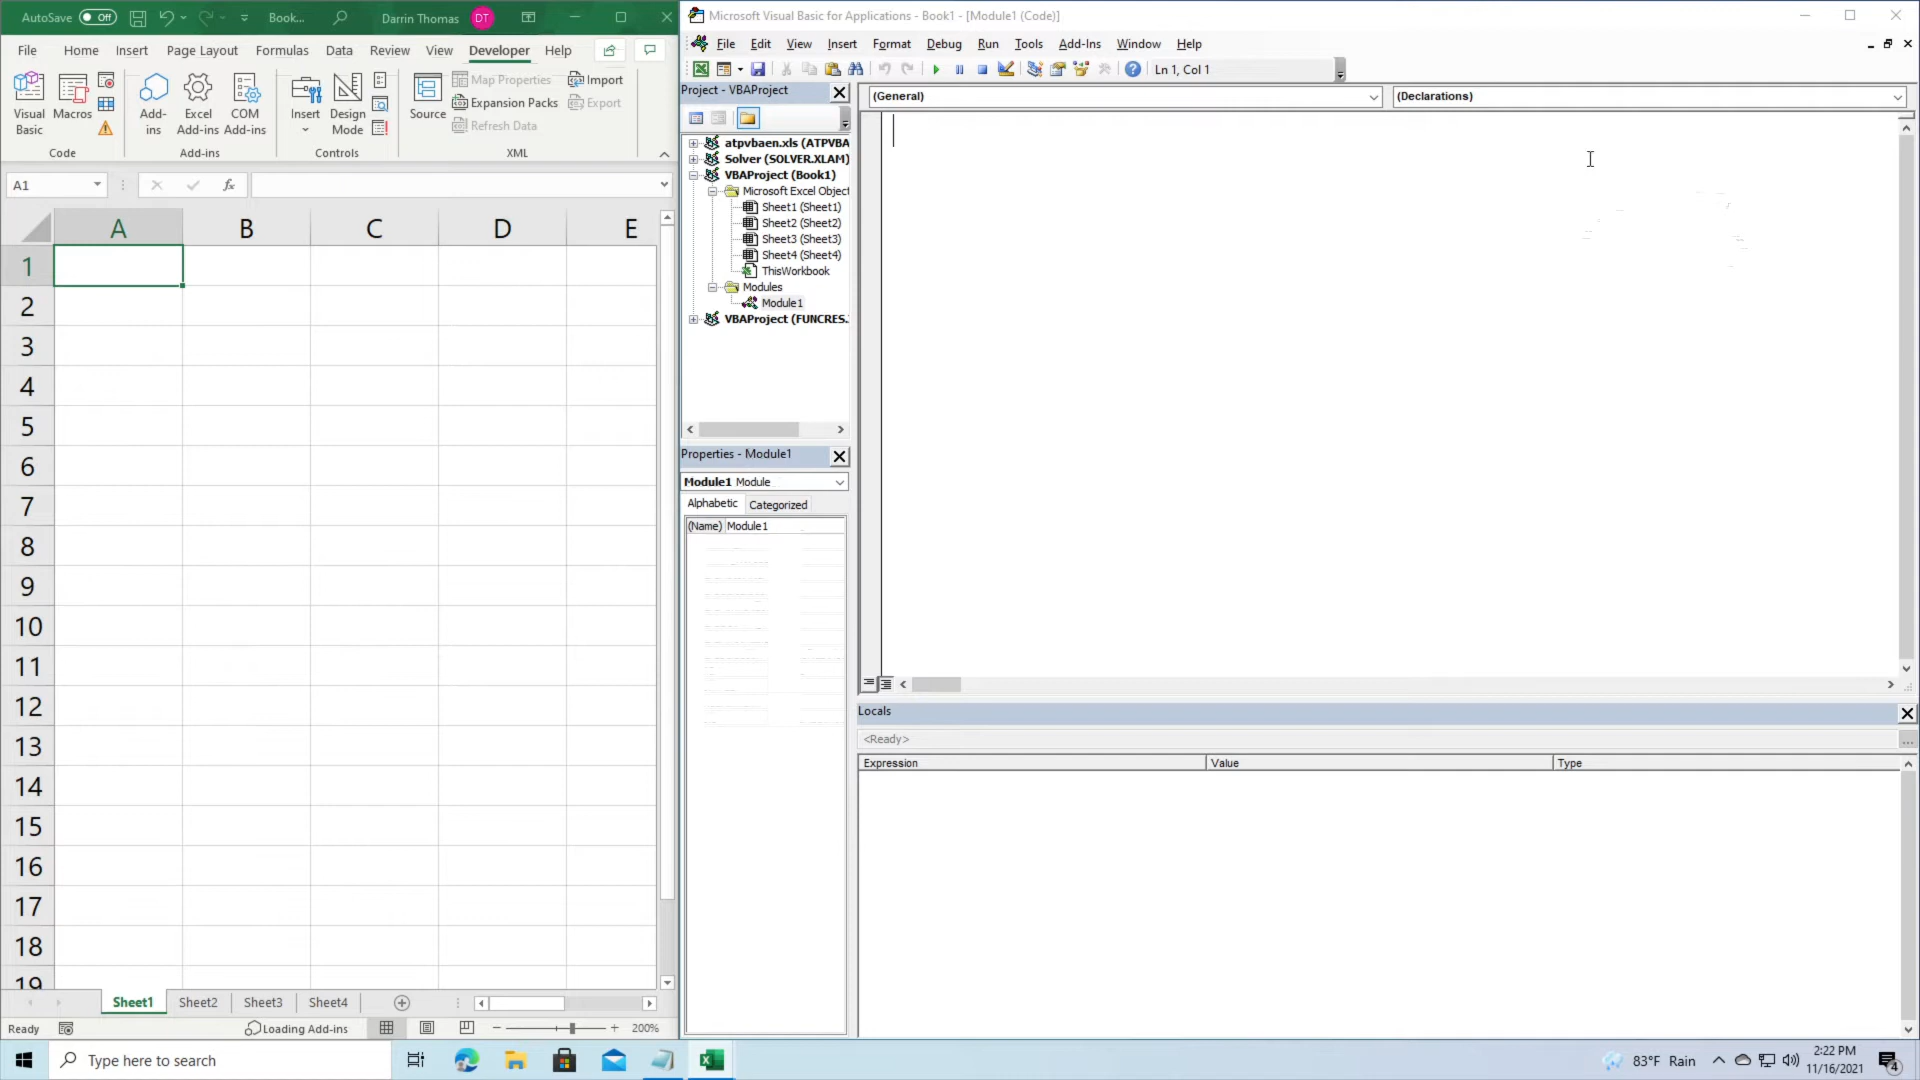 AutoSave Off Book... Darrin Thomas DT
File Home Insert Page Layout Formulas Data Review View Developer Help
Visual Basic
Macros
Code
Add-ins
Excel Add-ins
COM Add-ins
Add-ins
Insert
Design Mode
Controls
Source
Map Properties
Expansion Packs
Refresh Data
Import
Export
XML
A1
fx
A B C D E
1
2
3
4
5
6
7
8
9
10
11
12
13
14
15
16
17
18
19
Sheet1 Sheet2 Sheet3 Sheet4
Ready Loading Add-ins 200%
Microsoft Visual Basic for Applications - Book1 - [Module1 (Code)]
File Edit View Insert Format Debug Run Tools Add-Ins Window Help
Ln 1, Col 1
Project - VBAProject
atpvbaen.xls (ATPVBA
Solver (SOLVER.XLAM)
VBAProject (Book1)
Microsoft Excel Object
Sheet1 (Sheet1)
Sheet2 (Sheet2)
Sheet3 (Sheet3)
Sheet4 (Sheet4)
ThisWorkbook
Modules
Module1
VBAProject (FUNCRES.
Properties - Module1
Module1 Module
Alphabetic Categorized
(Name) Module1
(General) (Declarations)
Locals
<Ready>
Expression Value Type
Type here to search
83°F Rain
2:22 PM
11/16/2021
4